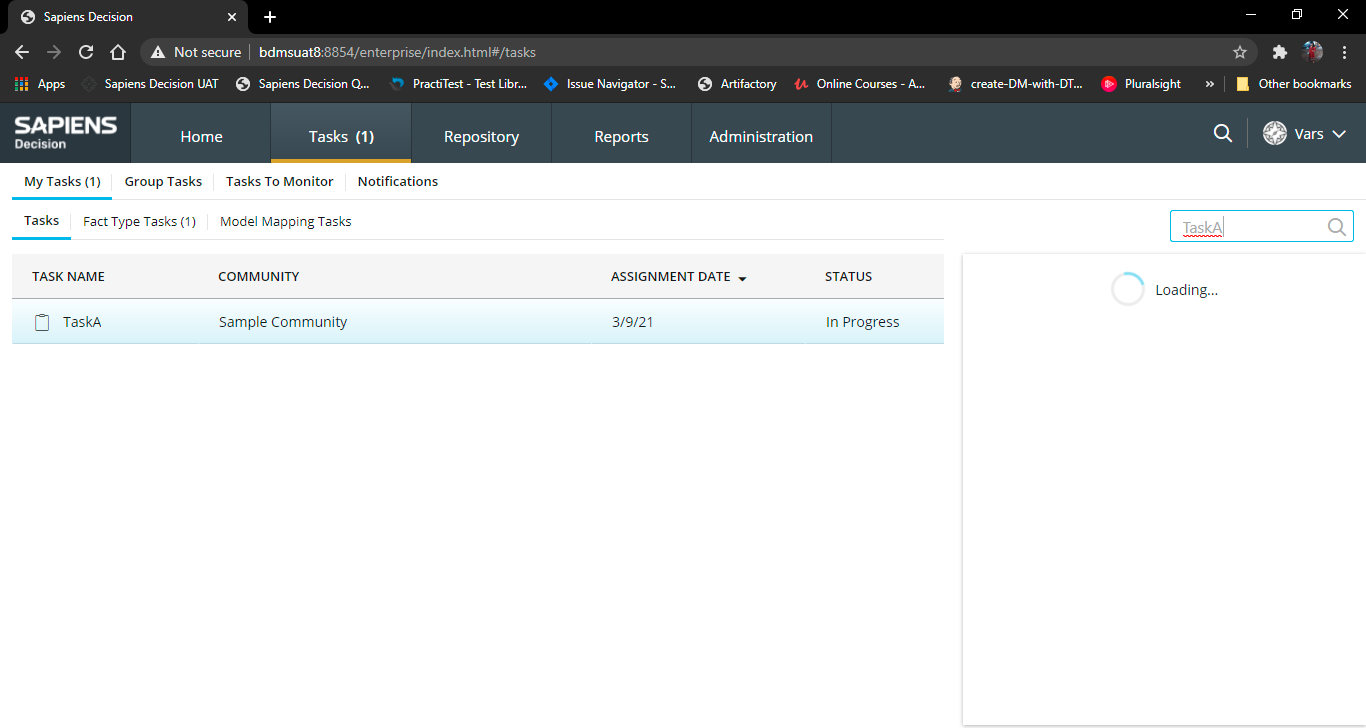 Sapiens Decision
Not secure bdmsuat8:8854/enterprise/index.html#/tasks
Apps Sapiens Decision UAT Sapiens Decision Q... PractiTest - Test Libr... Issue Navigator - S... Artifactory Online Courses - A... create-DM-with-DT... Pluralsight » Other bookmarks
SAPIENS
Decision
Home Tasks (1) Repository Reports Administration Vars
My Tasks (1) Group Tasks Tasks To Monitor Notifications
Tasks Fact Type Tasks (1) Model Mapping Tasks TaskA
TASK NAME COMMUNITY ASSIGNMENT DATE STATUS
Loading...
TaskA Sample Community 3/9/21 In Progress